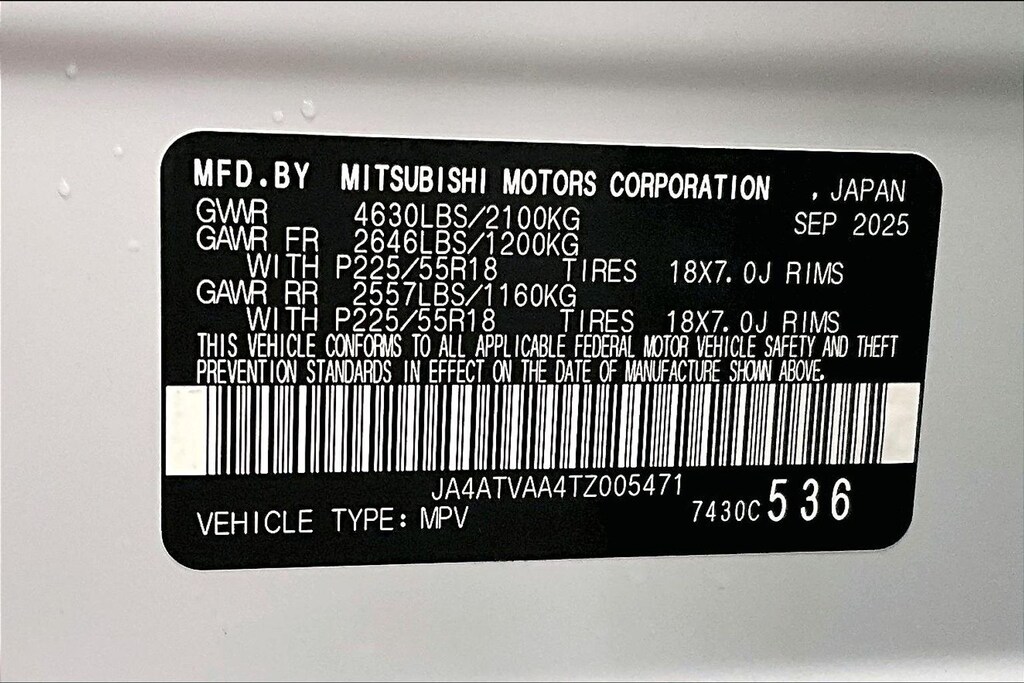 MFD.BY MITSUBISHI MOTORS CORPORATION , JAPAN
SEP 2025
GVWR 4630LBS/2100KG
GAWR FR 2646LBS/1200KG
WITH P225/55R18 TIRES 18X7.0J RIMS
GAWR RR 2557LBS/1160KG
WITH P225/55R18 TIRES 18X7.0J RIMS
THIS VEHICLE CONFORMS TO ALL APPLICABLE FEDERAL MOTOR VEHICLE SAFETY AND THEFT
PREVENTION STANDARDS IN EFFECT ON THE DATE OF MANUFACTURE SHOWN ABOVE.
JA4ATVAA4TZ005471
VEHICLE TYPE: MPV 7430C 536